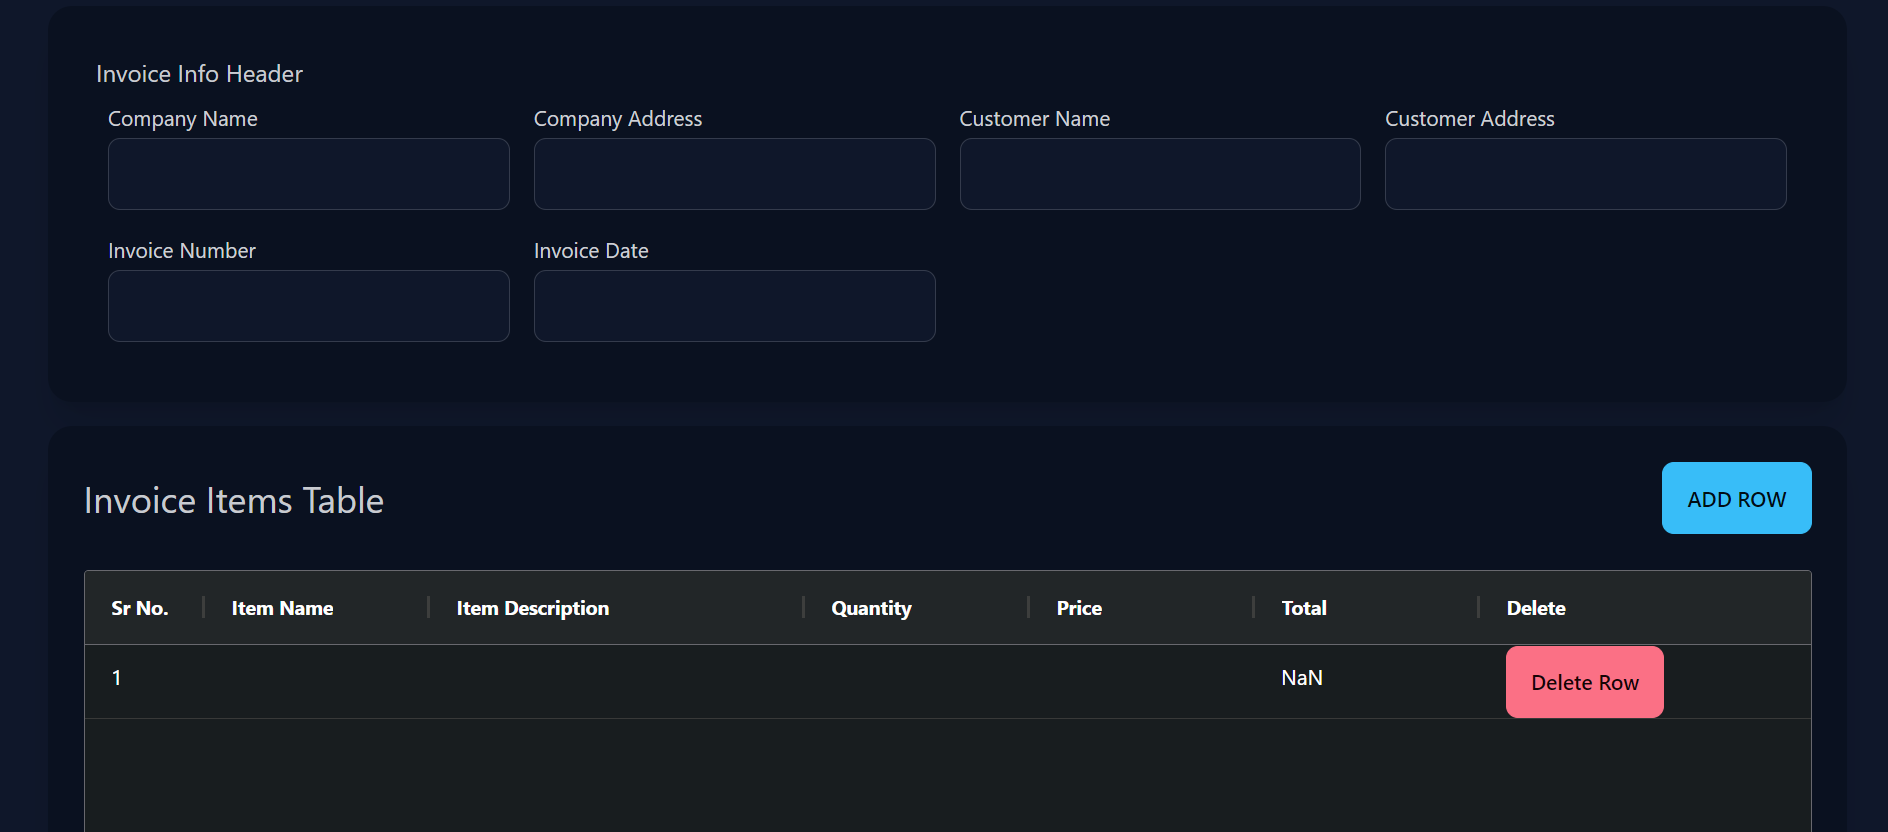 Invoice Info Header
Company Name Company Address Customer Name Customer Address
Invoice Number Invoice Date
Invoice Items Table ADD ROW
Sr No. Item Name Item Description Quantity Price Total Delete
1 NaN Delete Row